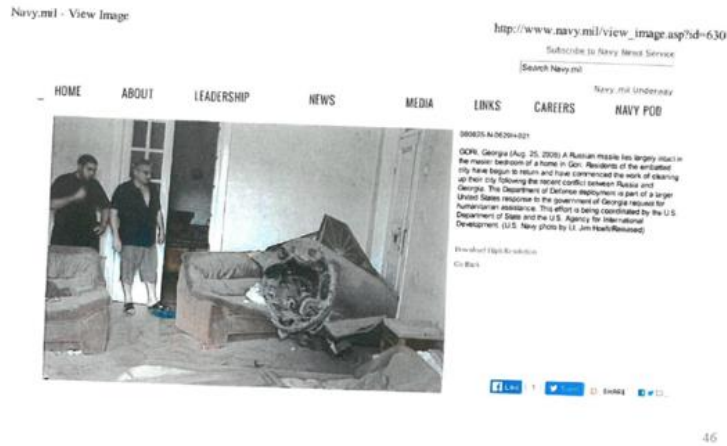 Navy.mil - View Image
http://www.navy.mil/view_image.asp?id=630
Subscribe to Navy News Service
Search Navy.mil
Navy.mil Underway
HOME ABOUT LEADERSHIP NEWS MEDIA LINKS CAREERS NAVY POD
GORI, Georgia (Aug. 25, 2008) A Russian missile lies largely intact in
the master bedroom of a home in Gori. Residents of the embattled
city have begun to return and have commenced the work of cleaning
up their city following the recent conflict between Russia and
Georgia. The Department of Defense deployment is part of a larger
United States response to the government of Georgia request for
humanitarian assistance. This effort is being coordinated by the U.S.
Department of State and the U.S. Agency for International
Development. (U.S. Navy photo by Lt. Jim
Download High Resolution
Go Back
Like 1 Tweet SHARE
46